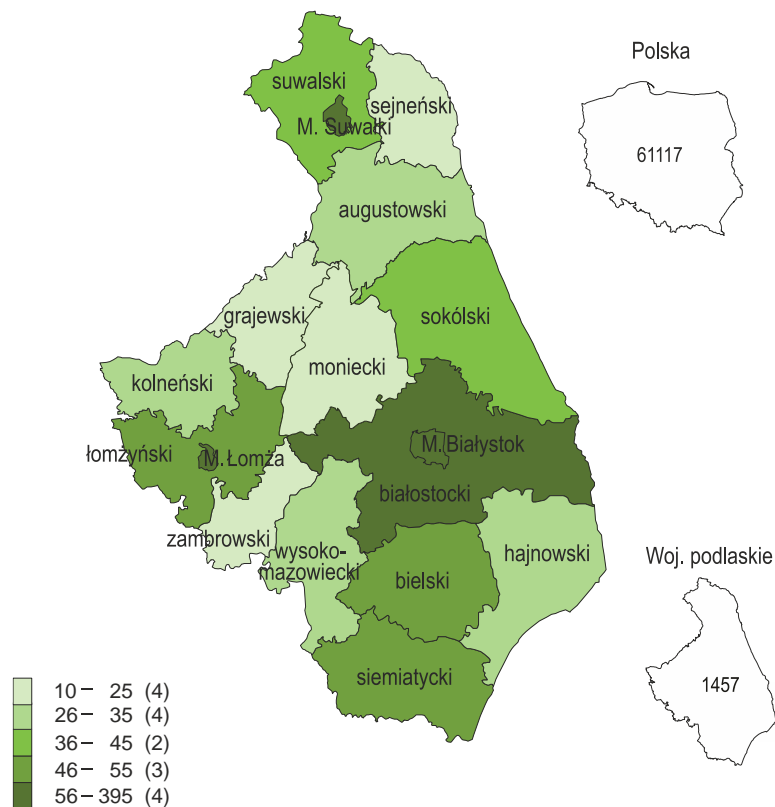 Polska
suwalski
sejneński
M. Suwałki
61117
augustowski
grajewski
sokólski
moniecki
kolneński
łomżyński
M. Łomża
M. Białystok
białostocki
zambrowski
wysoko-
mazowiecki
hajnowski
bielski
Woj. podlaskie
siemiatycki
1457
10 – 25 (4)
26 – 35 (4)
36 – 45 (2)
46 – 55 (3)
56 – 395 (4)